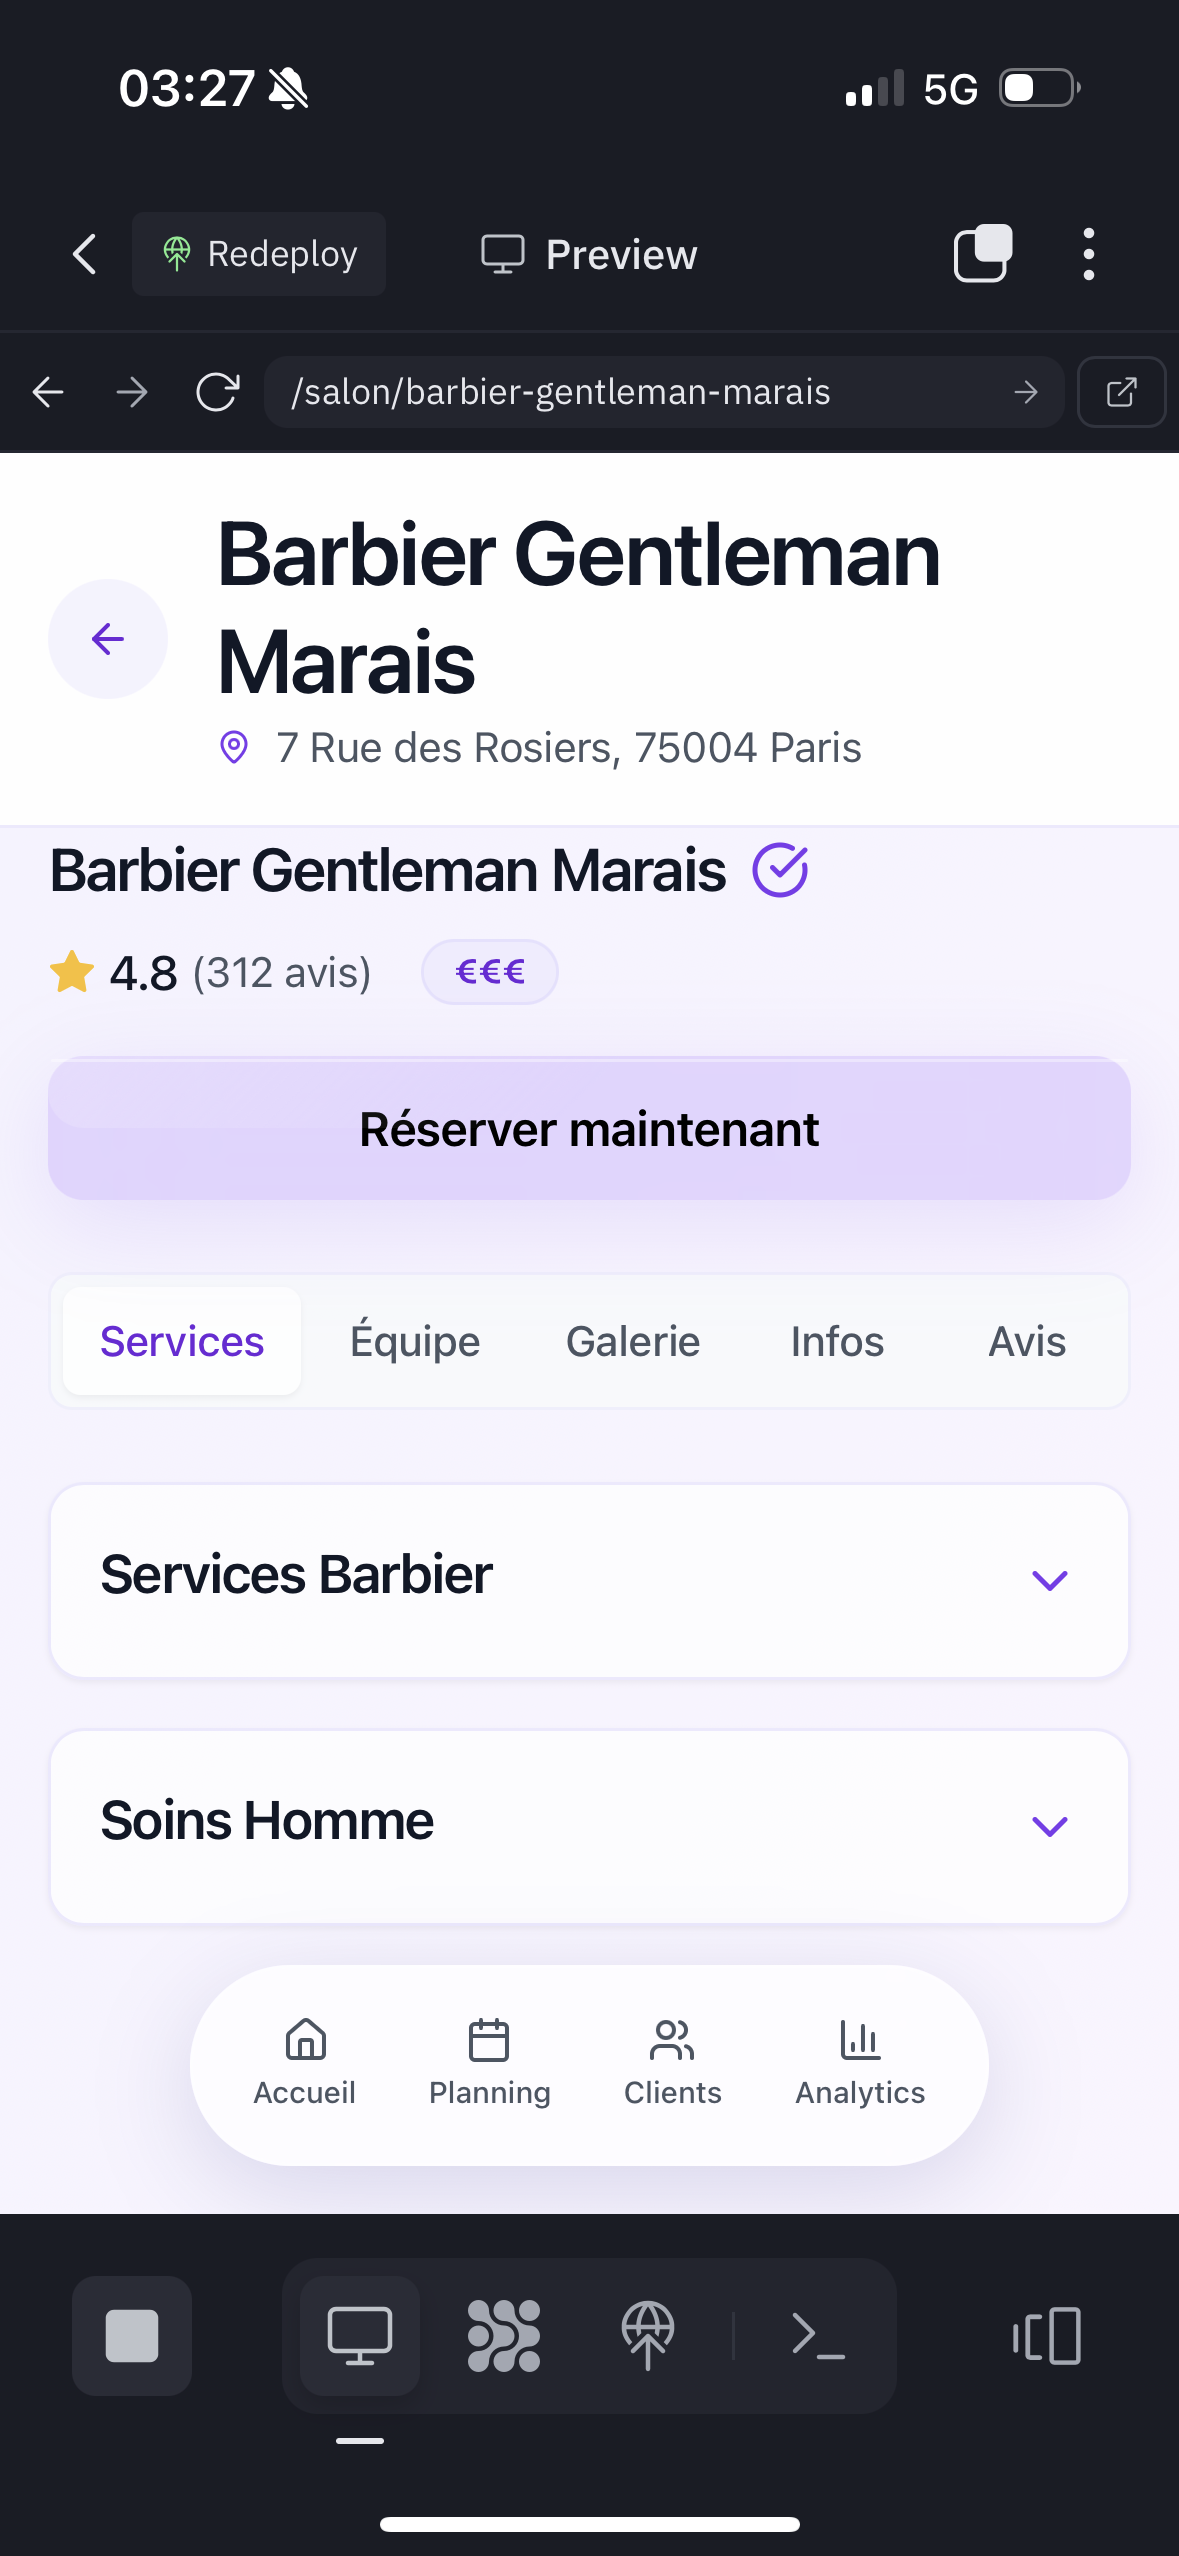 03:27
5G
Redeploy
Preview
/salon/barbier-gentleman-marais
Barbier Gentleman
Marais
7 Rue des Rosiers, 75004 Paris
Barbier Gentleman Marais
4.8 (312 avis) €€€
Réserver maintenant
Services Équipe Galerie Infos Avis
Services Barbier
Soins Homme
Accueil Planning Clients Analytics